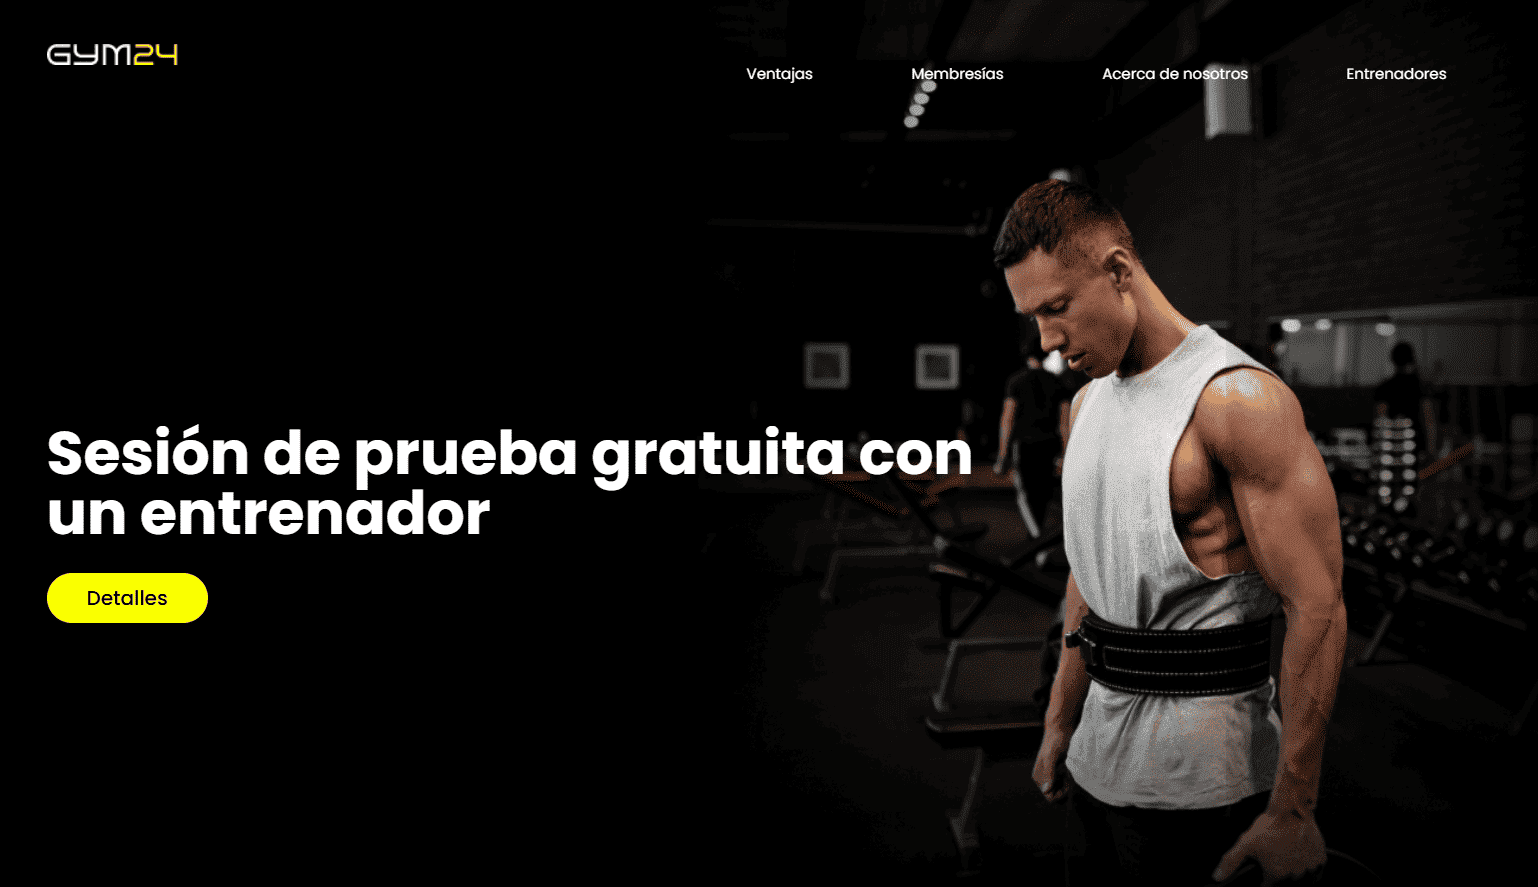 GYM24
Ventajas
Membresías
Acerca de nosotros
Entrenadores
Sesión de prueba gratuita con
un entrenador
Detalles